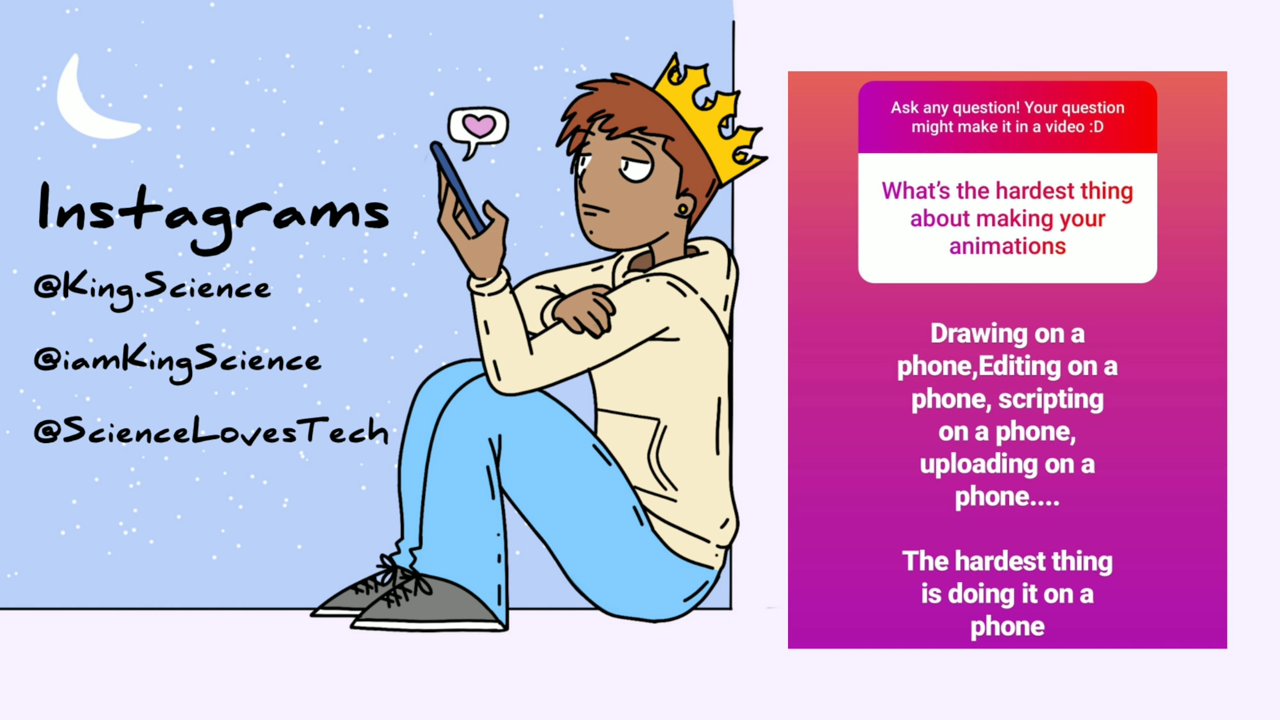 Instagrams
@King.Science
@iamKingScience
@ScienceLovesTech
Ask any question! Your question
might make it in a video :D
What's the hardest thing
about making your
animations
Drawing on a
phone,Editing on a
phone, scripting
on a phone,
uploading on a
phone....
The hardest thing
is doing it on a
phone